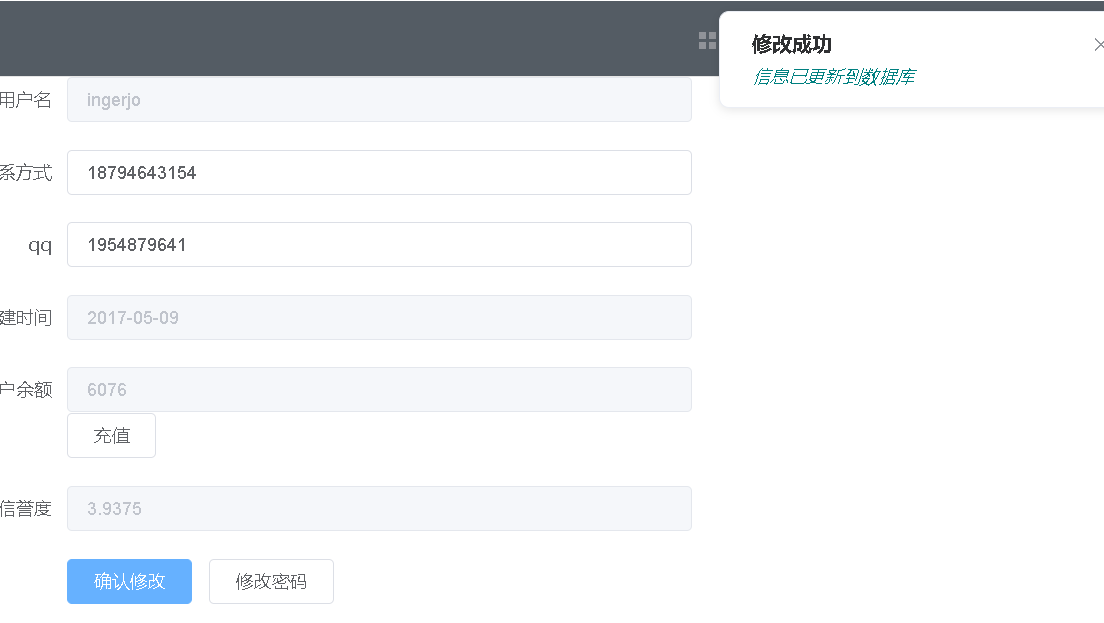 修改成功
信息已更新到数据库
用户名 ingerjo
系方式 18794643154
qq 1954879641
建时间 2017-05-09
户余额 6076
充值
信誉度 3.9375
确认修改 修改密码